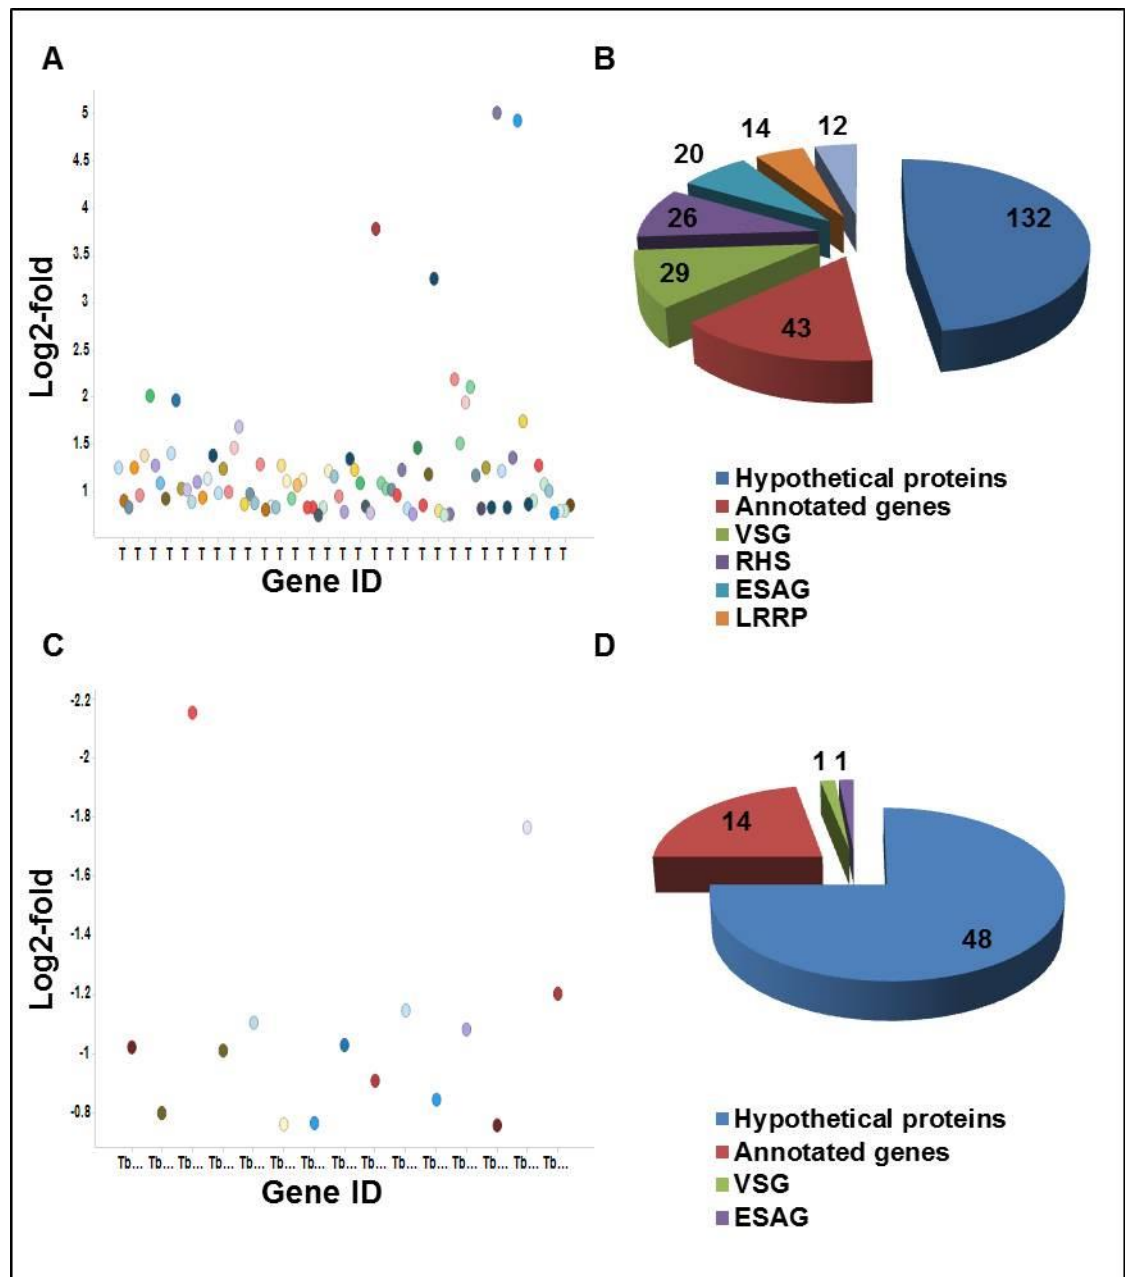 A
B
5
4.5
4
3.5
3
2.5
2
1.5
1
Log2-fold
T T T T T T T T T T T T T T T T T T T T T T T T T T T T T
Gene ID
132
43
29
26
20
14
12
Hypothetical proteins
Annotated genes
VSG
RHS
ESAG
LRRP
C
D
-2.2
-2
-1.8
-1.6
-1.4
-1.2
-1
-0.8
Log2-fold
Tb... Tb... Tb... Tb... Tb... Tb... Tb... Tb... Tb... Tb... Tb... Tb... Tb... Tb... Tb...
Gene ID
48
14
1 1
Hypothetical proteins
Annotated genes
VSG
ESAG